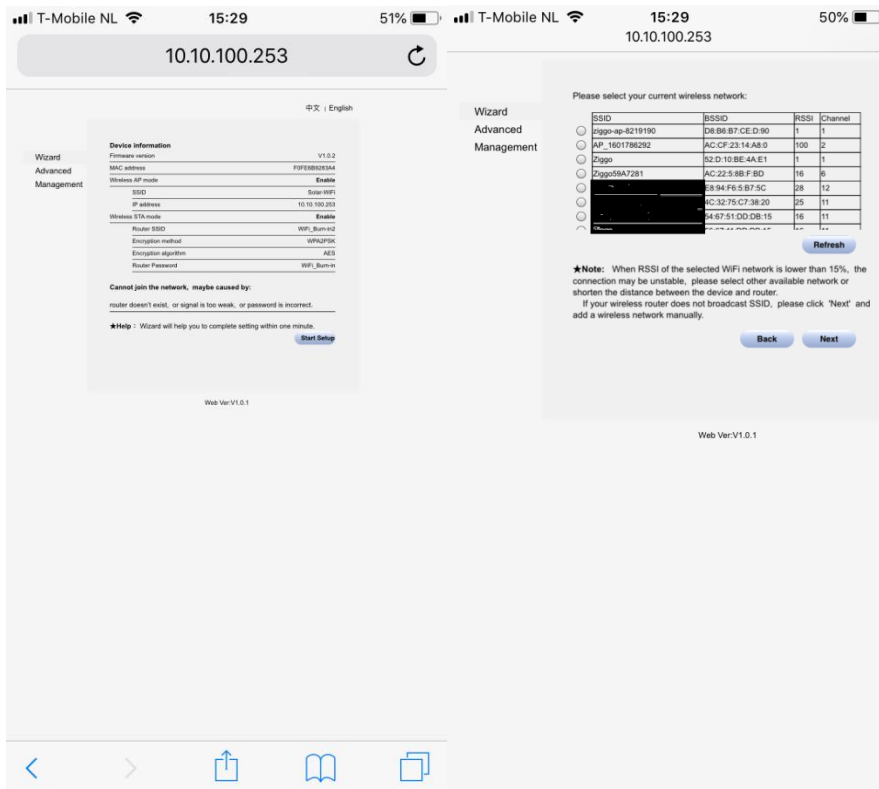 T-Mobile NL
15:29
51%
10.10.100.253
中文 | English
Wizard
Advanced
Management
Device information
Firmware version V1.0.2
MAC address F0FE6B9283A4
Wireless AP mode Enable
SSID Solar-WiFi
IP address 10.10.100.253
Wireless STA mode Enable
Router SSID WiFi_Burn-in2
Encryption method WPA2PSK
Encryption algorithm AES
Router Password WiFi_Burn-in
Cannot join the network, maybe caused by:
router doesn't exist, or signal is too weak, or password is incorrect.
★Help : Wizard will help you to complete setting within one minute.
Start Setup
Web Ver:V1.0.1
T-Mobile NL
15:29
50%
10.10.100.253
Wizard
Advanced
Management
Please select your current wireless network:
SSID BSSID RSSI Channel
ziggo-ap-8219190 D8:B6:B7:CE:D:90 1 1
AP_1601786292 AC:CF:23:14:A8:0 100 2
Ziggo 52:D:10:BE:4A:E1 1 1
Ziggo59A7281 AC:22:5:8B:F:BD 16 6
E8:94:F6:5:B7:5C 28 12
4C:32:75:C7:38:20 25 11
54:67:51:DD:DB:15 16 11
Refresh
★Note: When RSSI of the selected WiFi network is lower than 15%, the
connection may be unstable, please select other available network or
shorten the distance between the device and router.
If your wireless router does not broadcast SSID, please click 'Next' and
add a wireless network manually.
Back
Next
Web Ver:V1.0.1